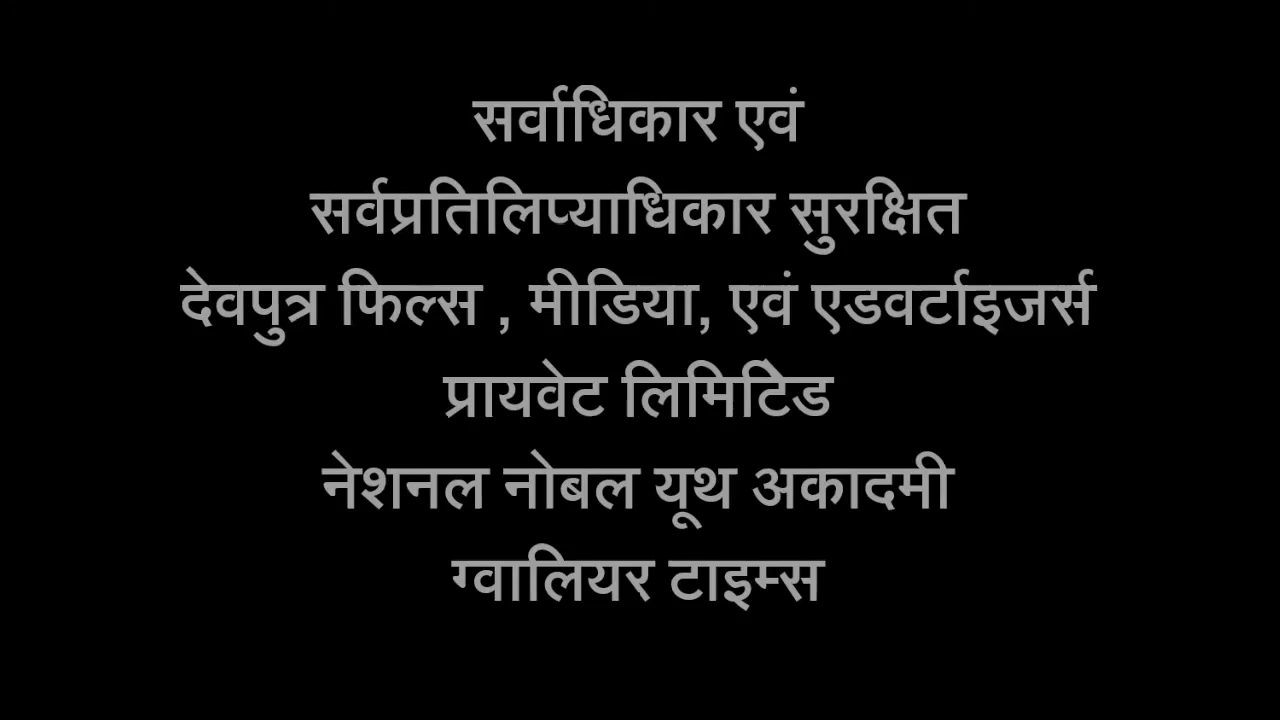 सर्वाधिकार एवं
सर्वप्रतिलिप्याधिकार सुरक्षित
देवपुत्र फिल्स , मीडिया, एवं एडवर्टाइजर्स
प्रायवेट लिमिटेिड
नेशनल नोबल यूथ अकादमी
ग्वालियर टाइम्स